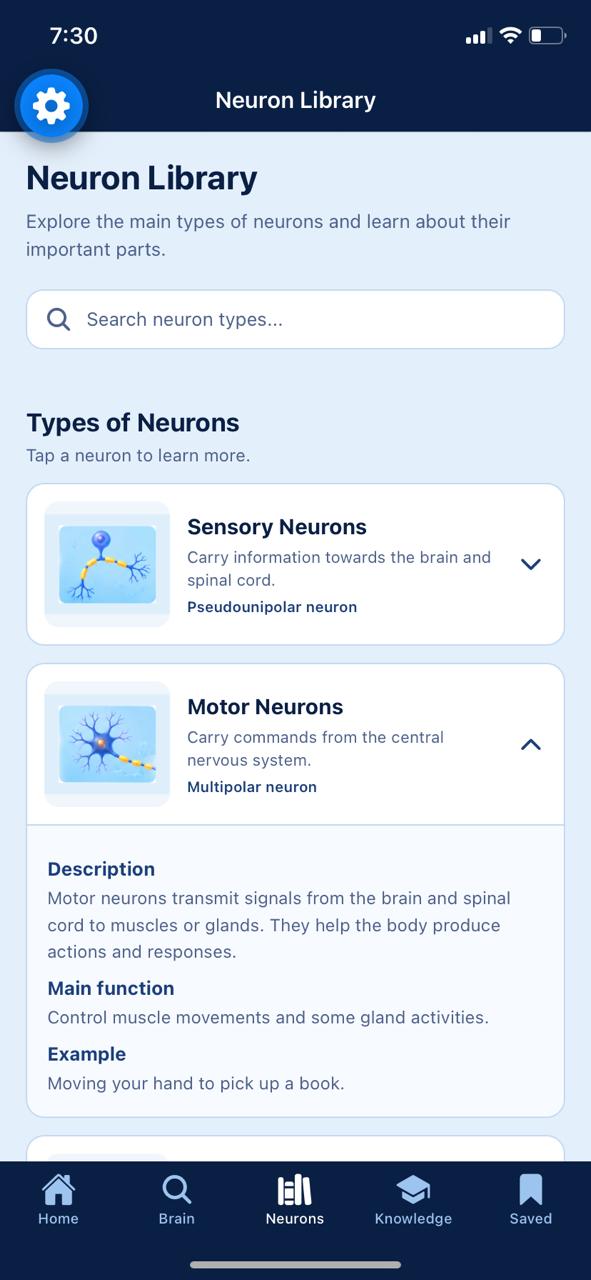 7:30
Neuron Library
Neuron Library
Explore the main types of neurons and learn about their
important parts.
Search neuron types...
Types of Neurons
Tap a neuron to learn more.
Sensory Neurons
Carry information towards the brain and
spinal cord.
Pseudounipolar neuron
Motor Neurons
Carry commands from the central
nervous system.
Multipolar neuron
Description
Motor neurons transmit signals from the brain and spinal
cord to muscles or glands. They help the body produce
actions and responses.
Main function
Control muscle movements and some gland activities.
Example
Moving your hand to pick up a book.
Home
Brain
Neurons
Knowledge
Saved